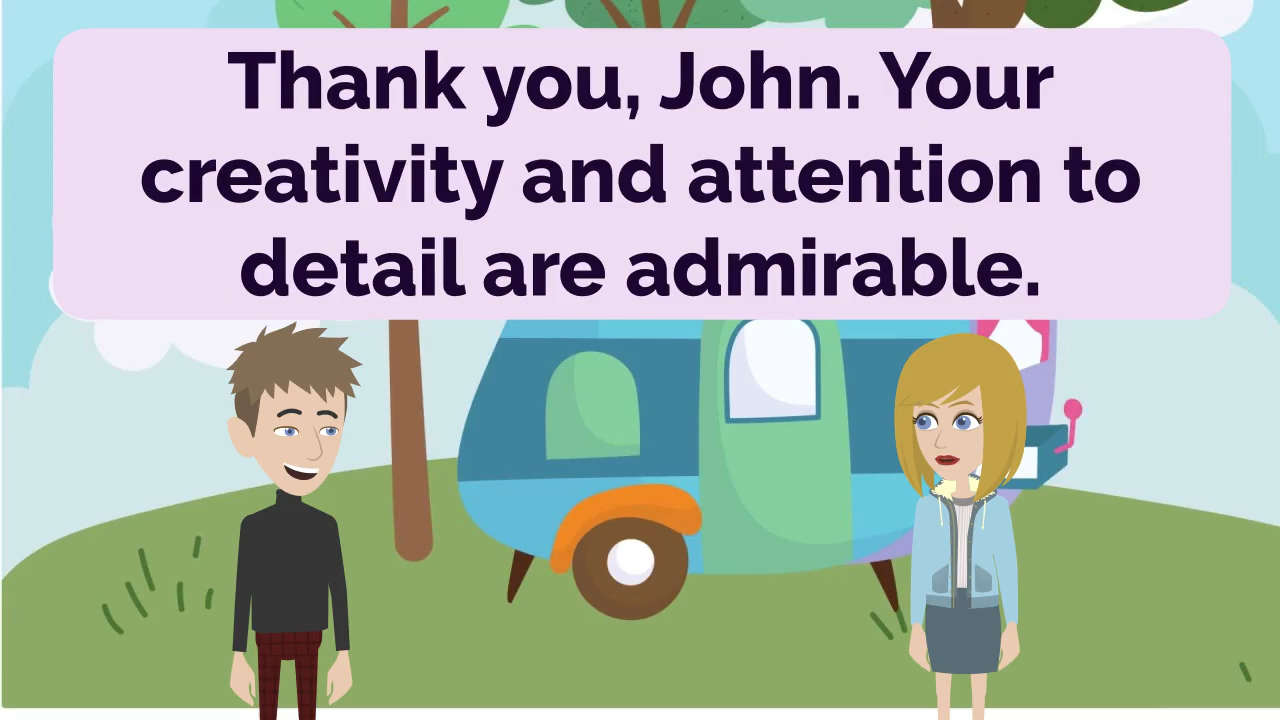 Thank you, John. Your
creativity and attention to
detail are admirable.